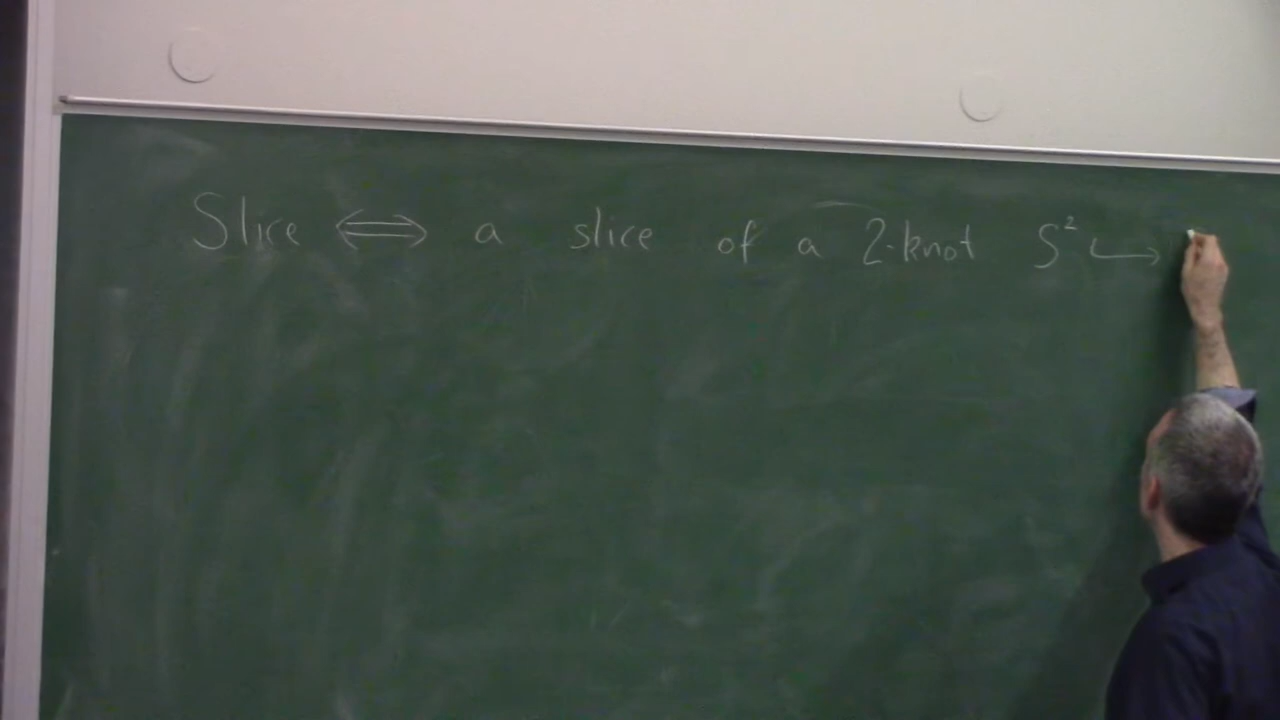 Slice ⟺ a slice of a 2-knot S² ↪